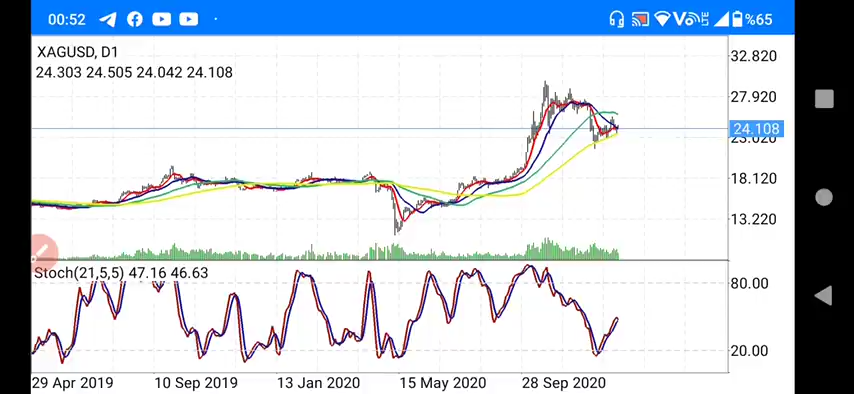 00:52 %65
XAGUSD, D1
24.303 24.505 24.042 24.108
32.820
27.920
24.108
23.020
18.120
13.220
Stoch(21,5,5) 47.16 46.63
80.00
20.00
29 Apr 2019 10 Sep 2019 13 Jan 2020 15 May 2020 28 Sep 2020